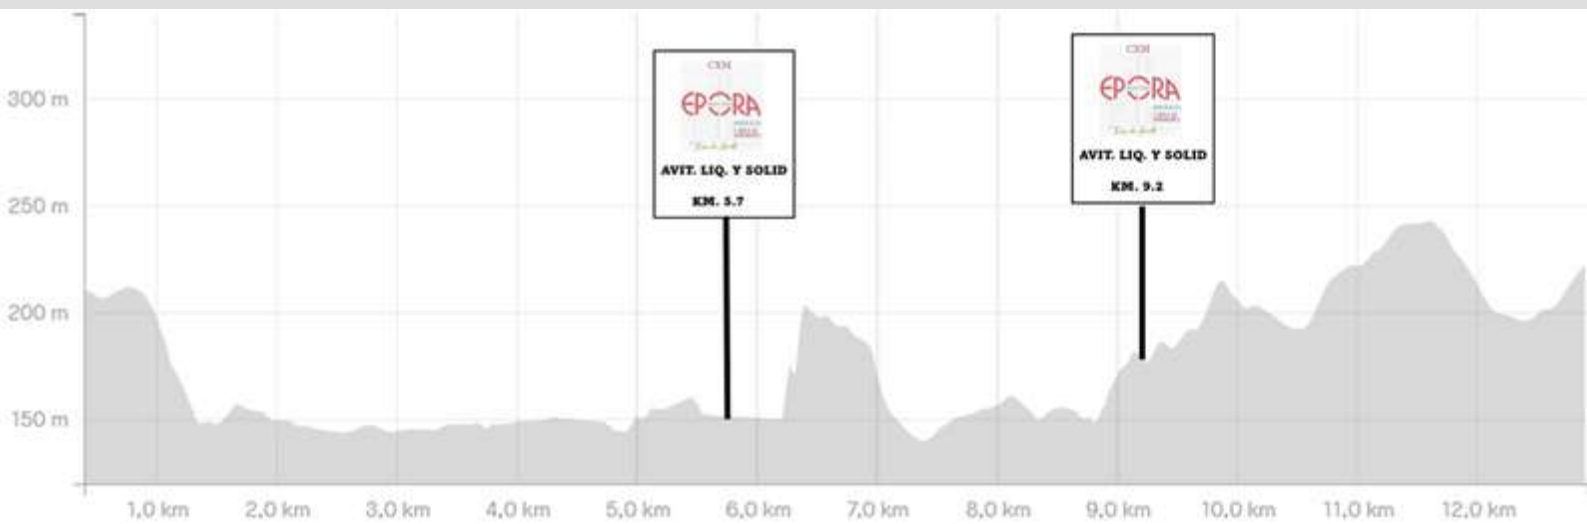 300 m
250 m
200 m
150 m
CXM
EPORA
AVIT. LIQ. Y SOLID
KM. 5.7
CXM
EPORA
AVIT. LIQ. Y SOLID
KM. 9.2
1,0 km 2,0 km 3,0 km 4,0 km 5,0 km 6,0 km 7,0 km 8,0 km 9,0 km 10,0 km 11,0 km 12,0 km